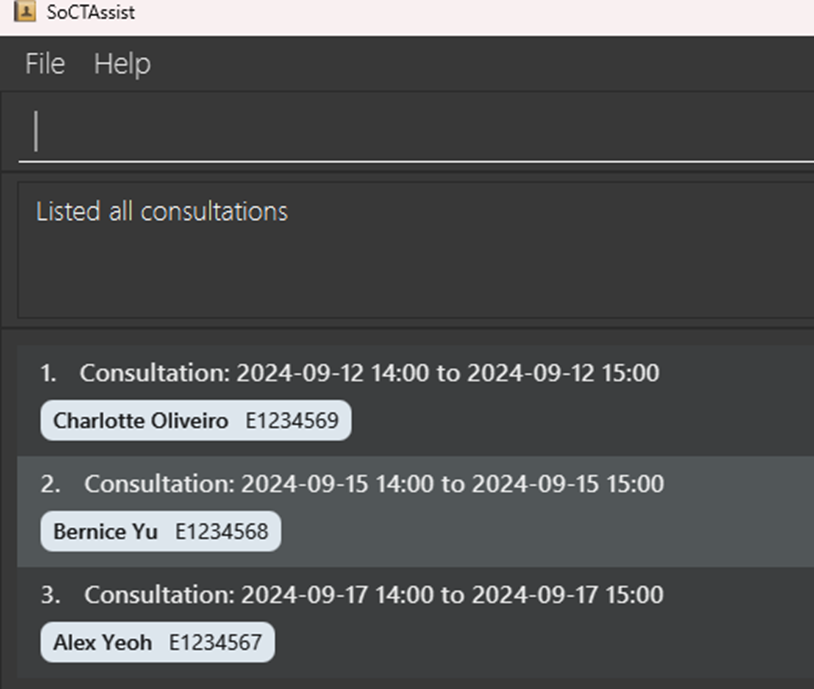 SoCTAssist
File Help
Listed all consultations
1. Consultation: 2024-09-12 14:00 to 2024-09-12 15:00
Charlotte Oliveiro E1234569
2. Consultation: 2024-09-15 14:00 to 2024-09-15 15:00
Bernice Yu E1234568
3. Consultation: 2024-09-17 14:00 to 2024-09-17 15:00
Alex Yeoh E1234567